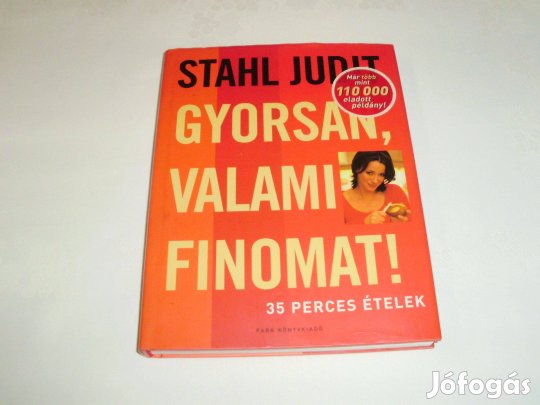 STAHL JUDIT
Már több
mint
110 000
eladott
példány!
GYORSAN,
VALAMI
FINOMAT!
35 PERCES ÉTELEK
PARK KÖNYVKIADÓ
Jófogás